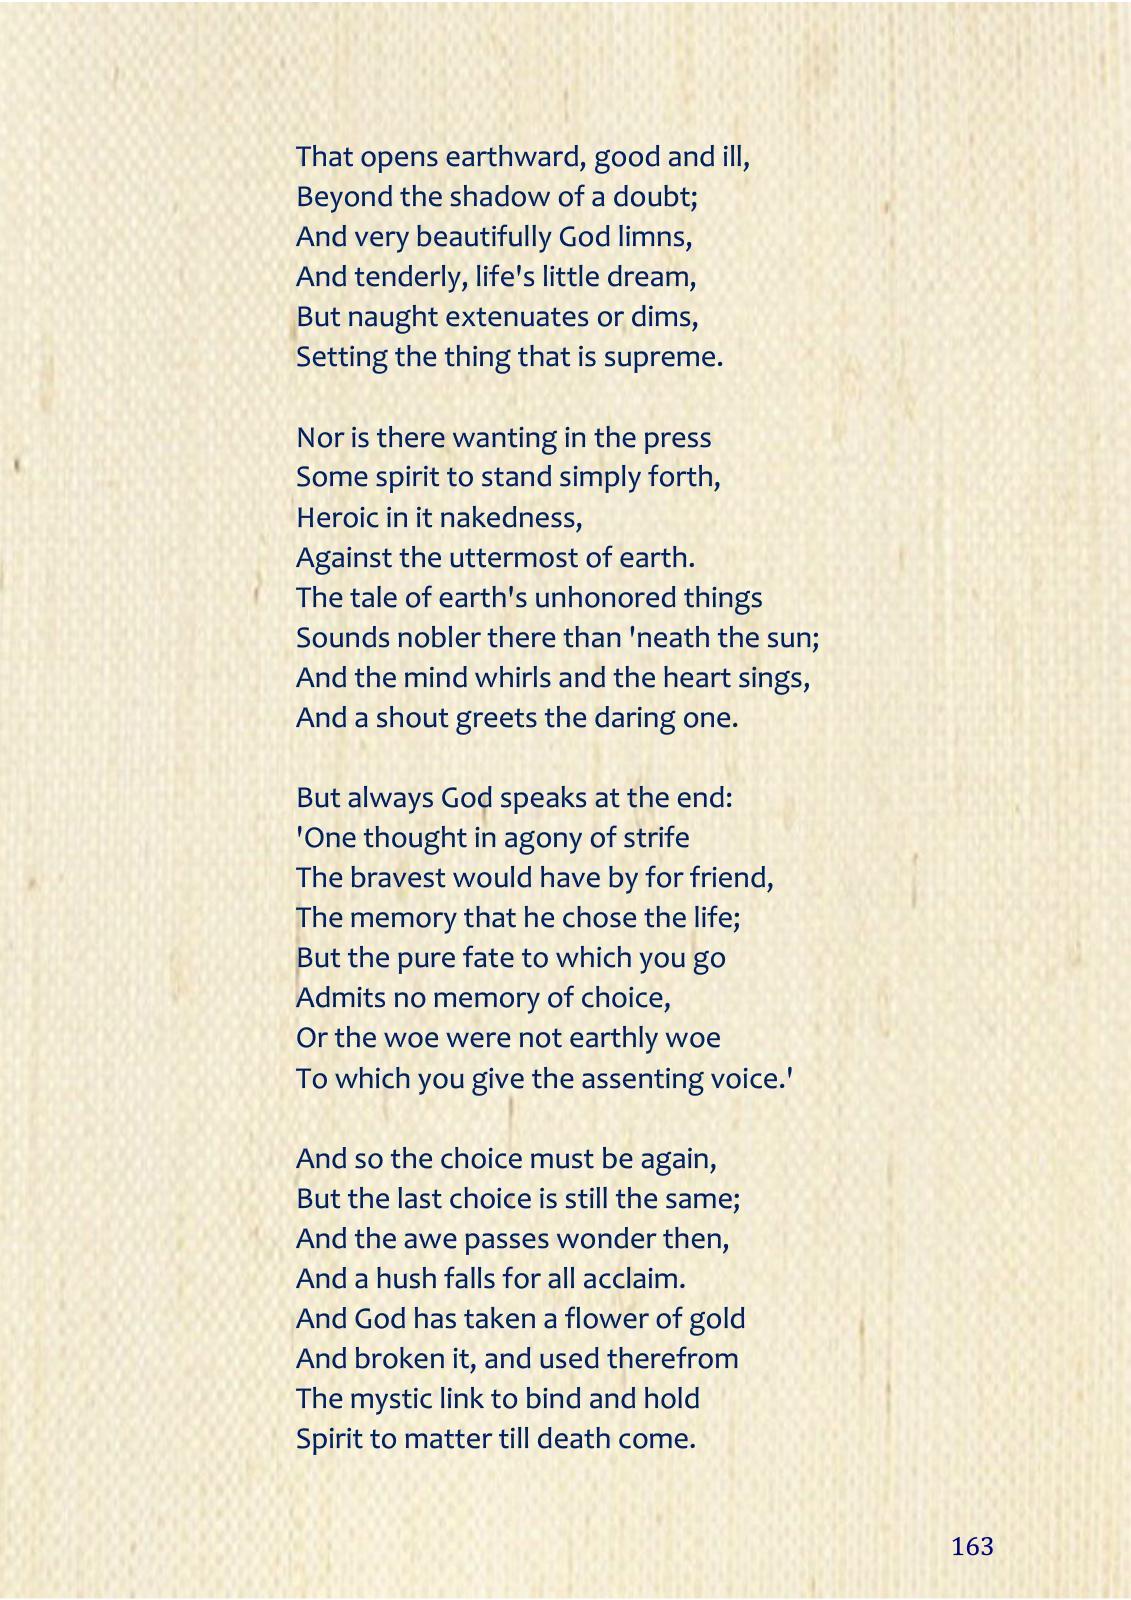 That opens earthward, good and ill,
Beyond the shadow of a doubt;
And very beautifully God limns,
And tenderly, life's little dream,
But naught extenuates or dims,
Setting the thing that is supreme.

Nor is there wanting in the press
Some spirit to stand simply forth,
Heroic in it nakedness,
Against the uttermost of earth.
The tale of earth's unhonored things
Sounds nobler there than 'neath the sun;
And the mind whirls and the heart sings,
And a shout greets the daring one.

But always God speaks at the end:
'One thought in agony of strife
The bravest would have by for friend,
The memory that he chose the life;
But the pure fate to which you go
Admits no memory of choice,
Or the woe were not earthly woe
To which you give the assenting voice.'

And so the choice must be again,
But the last choice is still the same;
And the awe passes wonder then,
And a hush falls for all acclaim.
And God has taken a flower of gold
And broken it, and used therefrom
The mystic link to bind and hold
Spirit to matter till death come.

163